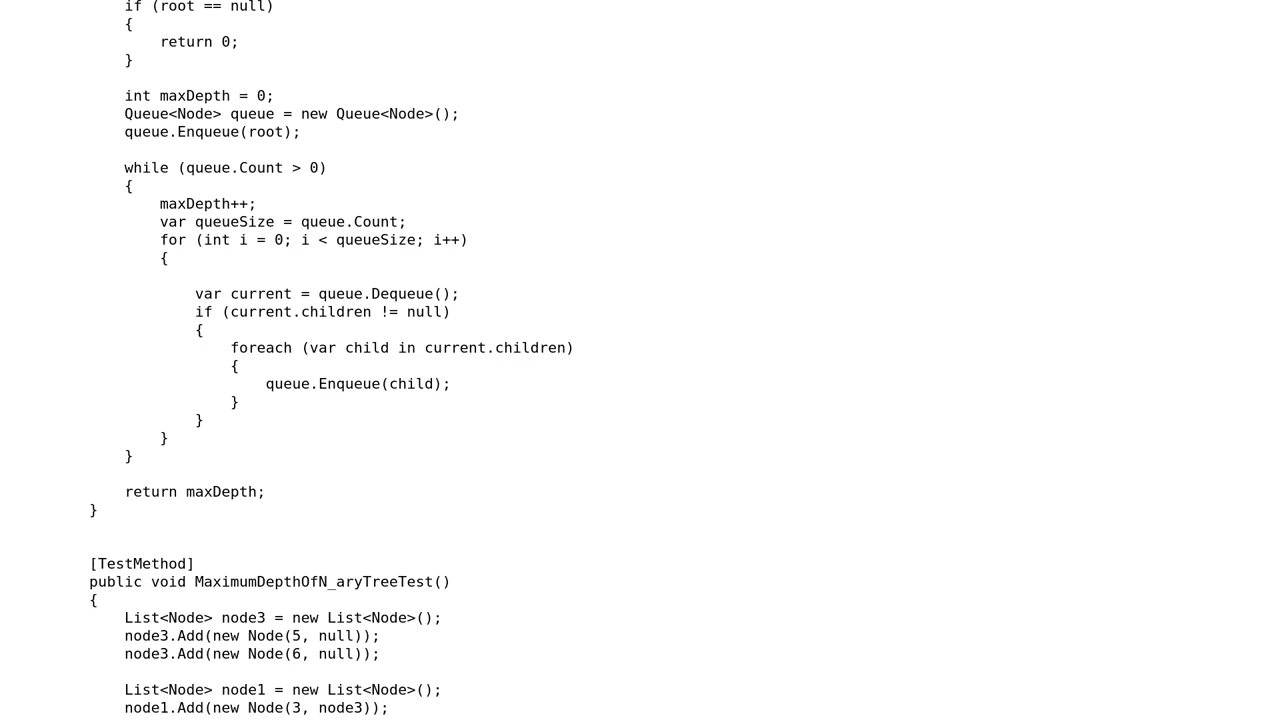 if (root == null)
{
return 0;
}
int maxDepth = 0;
Queue<Node> queue = new Queue<Node>();
queue.Enqueue(root);
while (queue.Count > 0)
{
maxDepth++;
var queueSize = queue.Count;
for (int i = 0; i < queueSize; i++)
{
var current = queue.Dequeue();
if (current.children != null)
{
foreach (var child in current.children)
{
queue.Enqueue(child);
}
}
}
}
return maxDepth;
}
[TestMethod]
public void MaximumDepthOfN_aryTreeTest()
{
List<Node> node3 = new List<Node>();
node3.Add(new Node(5, null));
node3.Add(new Node(6, null));
List<Node> node1 = new List<Node>();
node1.Add(new Node(3, node3));